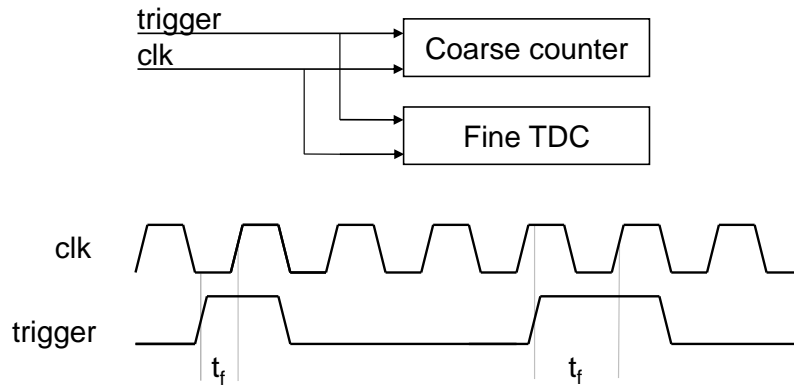 trigger
clk
Coarse counter
Fine TDC
clk
trigger
t_f t_f